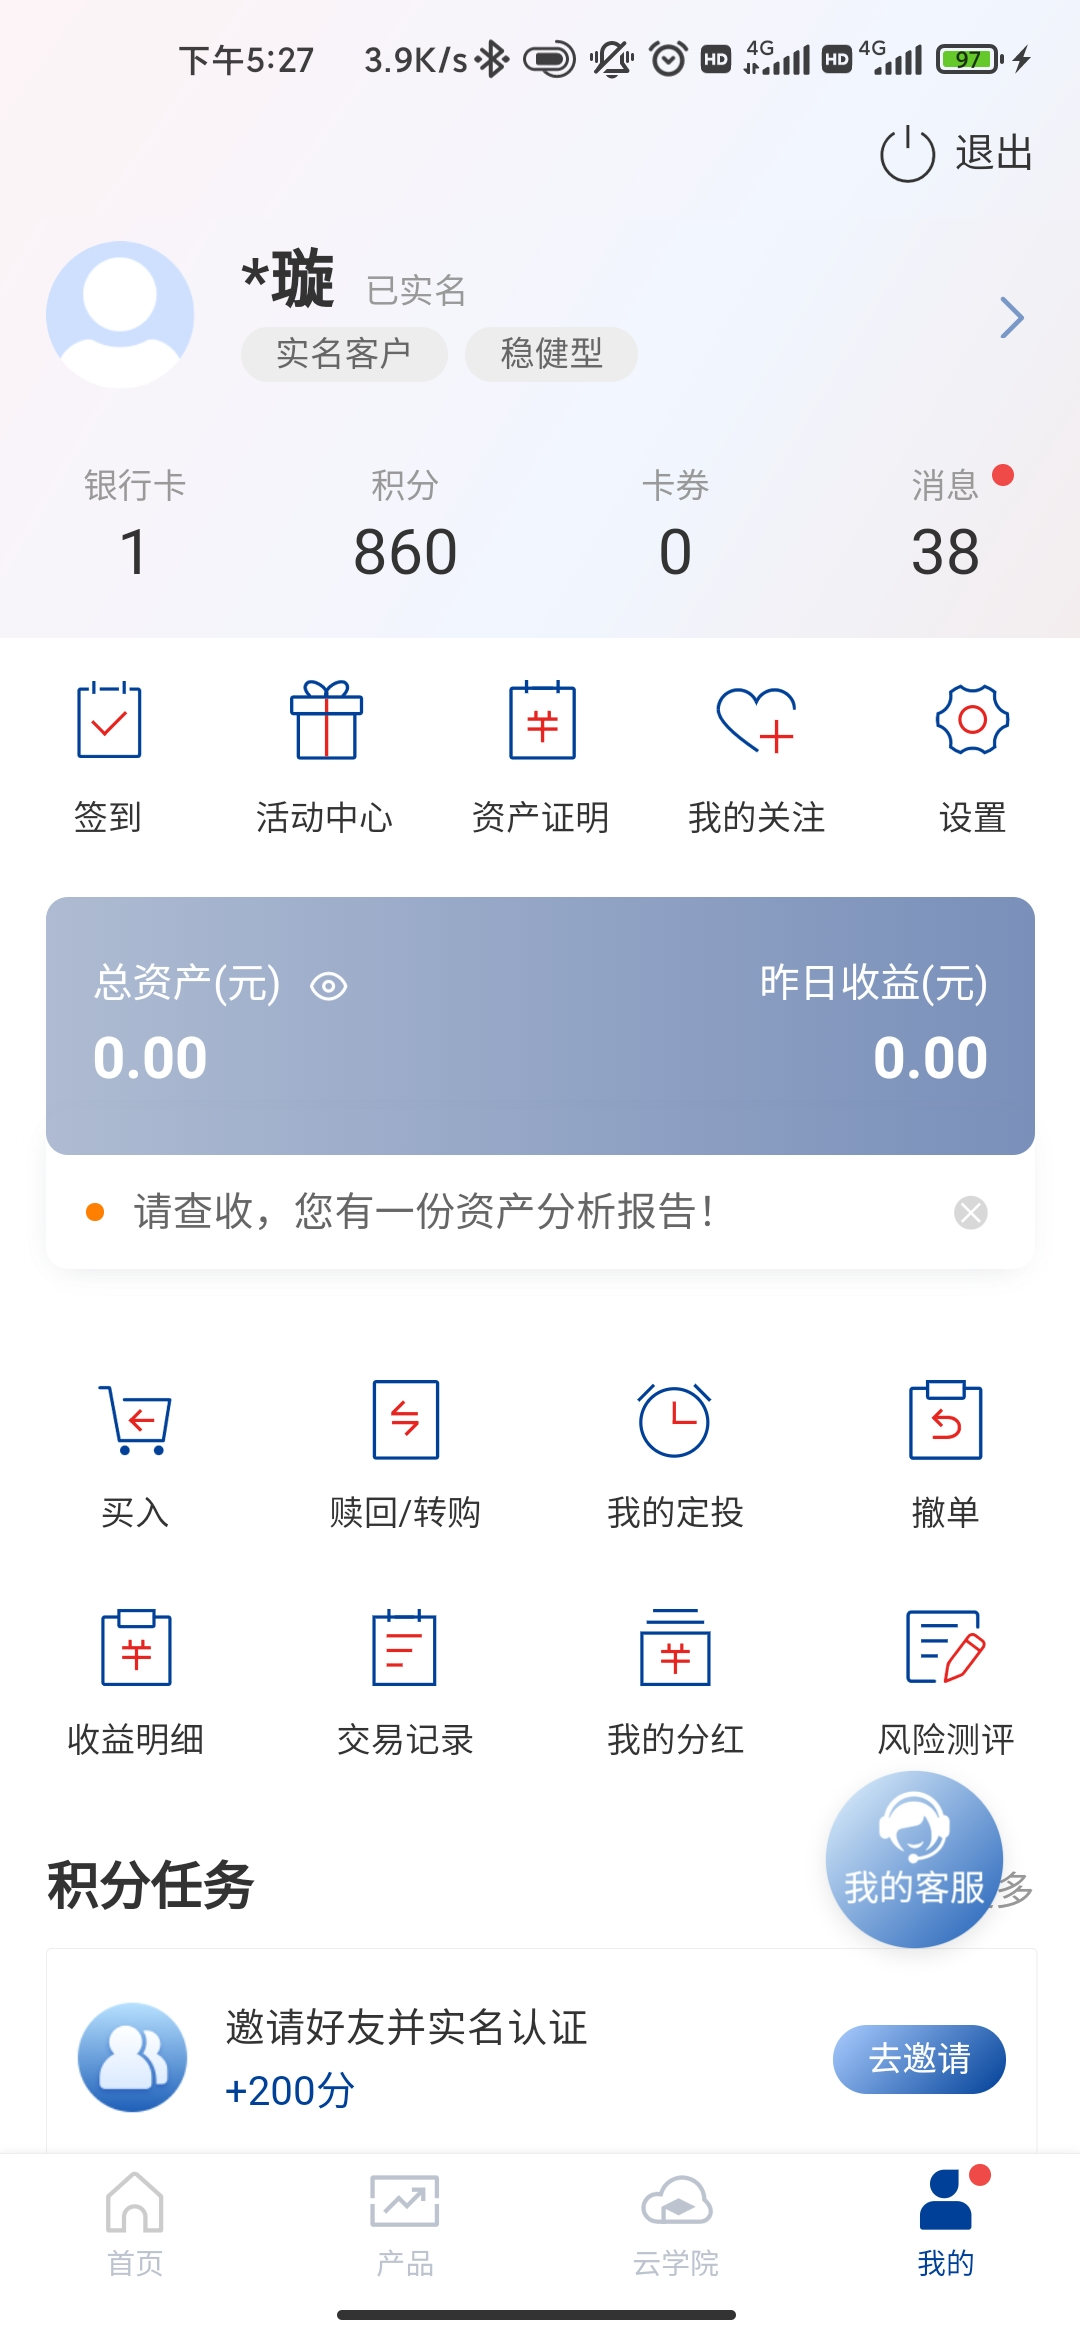 下午5:27 3.9K/s HD 4G HD 4G 97
退出
*璇 已实名
实名客户 稳健型
银行卡 积分 卡券 消息
1 860 0 38
签到 活动中心 资产证明 我的关注 设置
总资产(元) 昨日收益(元)
0.00 0.00
请查收，您有一份资产分析报告！
买入 赎回/转购 我的定投 撤单
收益明细 交易记录 我的分红 风险测评
积分任务 我的客服 多
邀请好友并实名认证
+200分
去邀请
首页 产品 云学院 我的